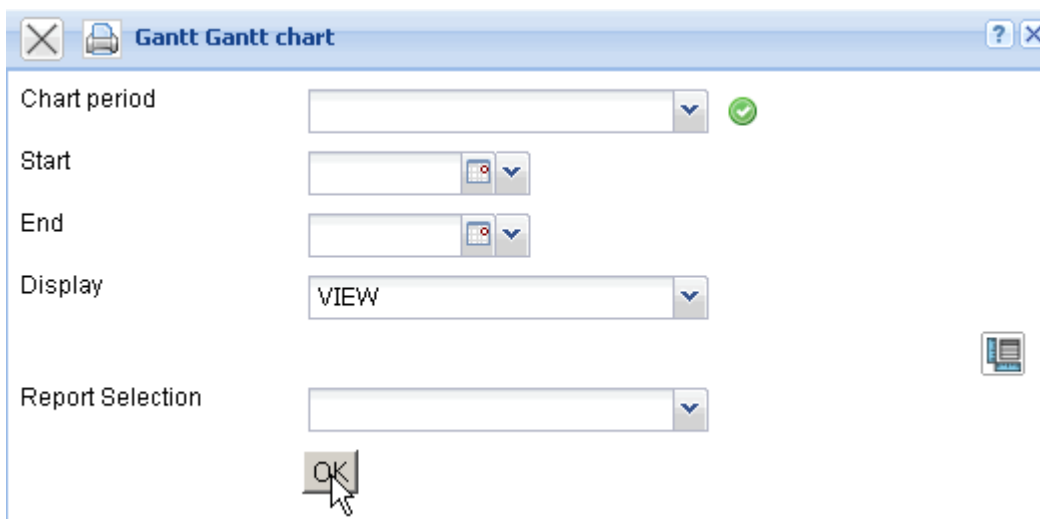 Gantt Gantt chart
?
Chart period
Start
End
Display
VIEW
Report Selection
OK